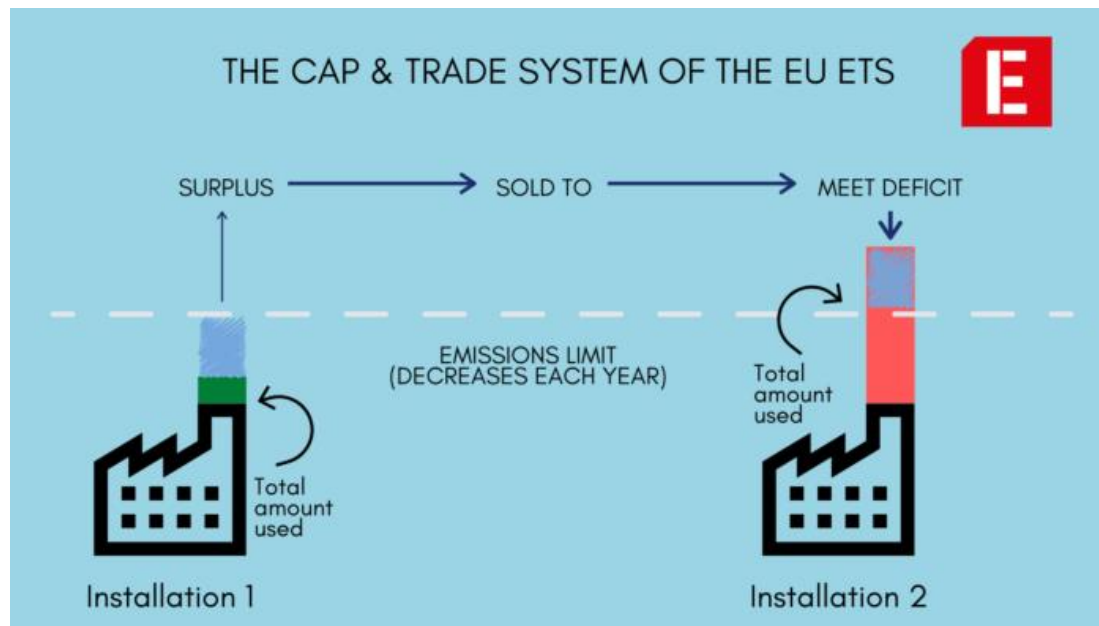 THE CAP & TRADE SYSTEM OF THE EU ETS
E
SURPLUS
SOLD TO
MEET DEFICIT
EMISSIONS LIMIT
(DECREASES EACH YEAR)
Total
amount
used
Total
amount
used
Installation 1
Installation 2